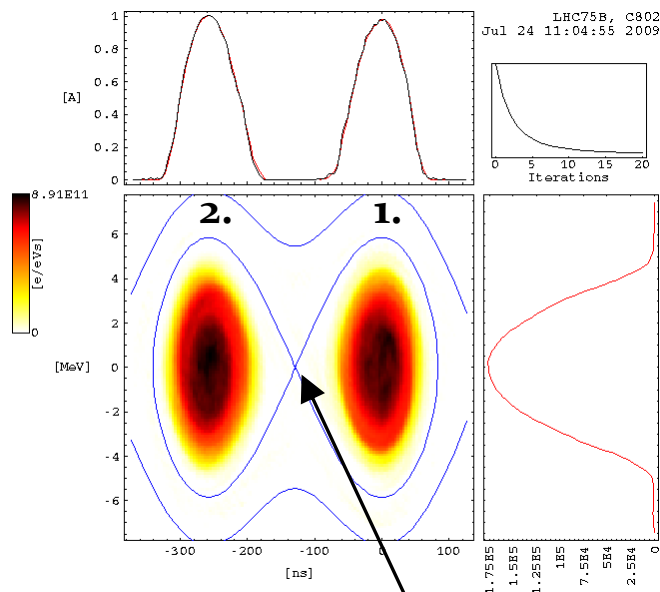 LHC75B, C802
Jul 24 11:04:55 2009
[A]
1
0.8
0.6
0.4
0.2
0
0 5 10 15 20
Iterations
8.91E11
[e/eVs]
0
2. 1.
[MeV]
6
4
2
0
-2
-4
-6
-300 -200 -100 0 100
[ns]
1.75E5
1.5E5
1.25E5
1E5
7.5E4
5E4
2.5E4
0